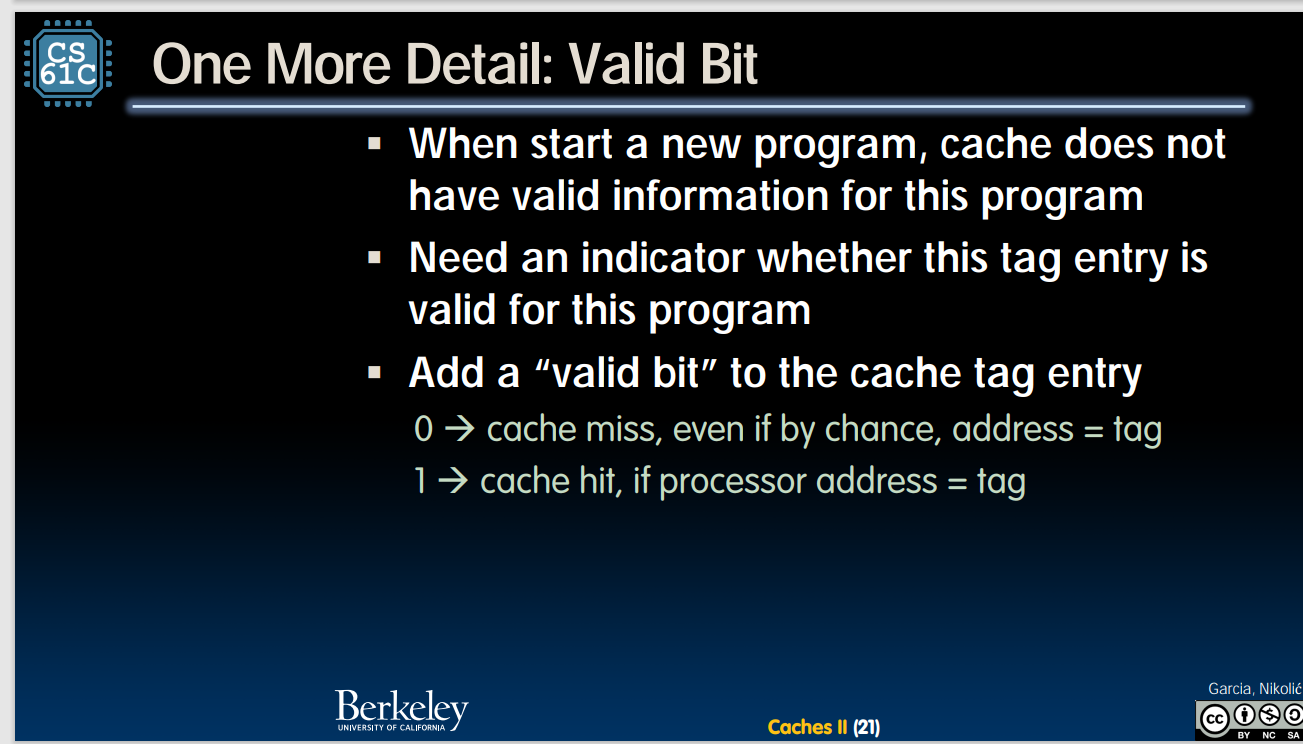 CS
61C
One More Detail: Valid Bit
▪ When start a new program, cache does not
have valid information for this program
▪ Need an indicator whether this tag entry is
valid for this program
▪ Add a “valid bit” to the cache tag entry
0 → cache miss, even if by chance, address = tag
1 → cache hit, if processor address = tag
Berkeley
UNIVERSITY OF CALIFORNIA
Caches II (21)
Garcia, Nikolić
cc
BY NC SA